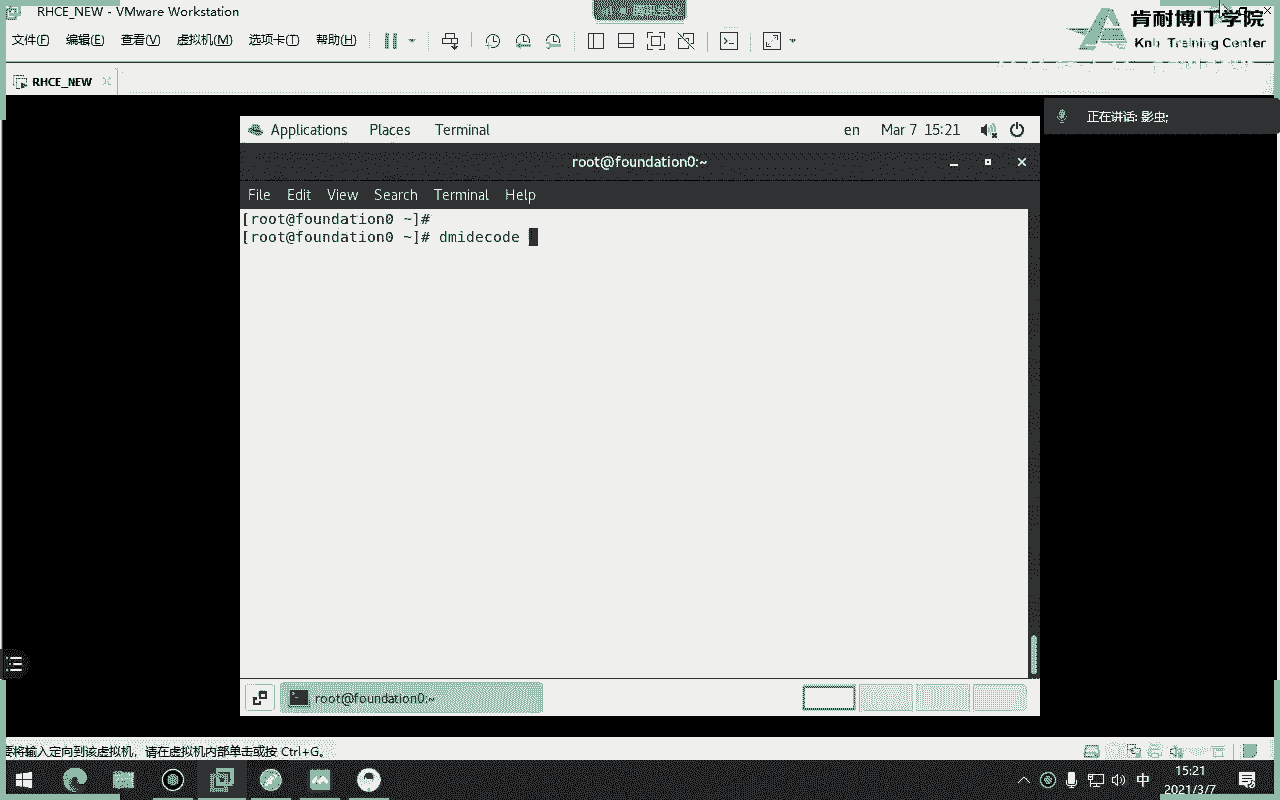 RHCE_NEW - VMware Workstation
文件(F) 编辑(E) 查看(V) 虚拟机(M) 选项卡(T) 帮助(H)
肯耐博IT学院
Knb Training Center
RHCE_NEW
正在讲话: 影虫;
Applications Places Terminal en Mar 7 15:21
root@foundation0:~
File Edit View Search Terminal Help
[root@foundation0 ~]#
[root@foundation0 ~]# dmidecode
root@foundation0:~
要将输入定向到该虚拟机，请在虚拟机内部单击或按 Ctrl+G。
中
15:21
2021/3/7